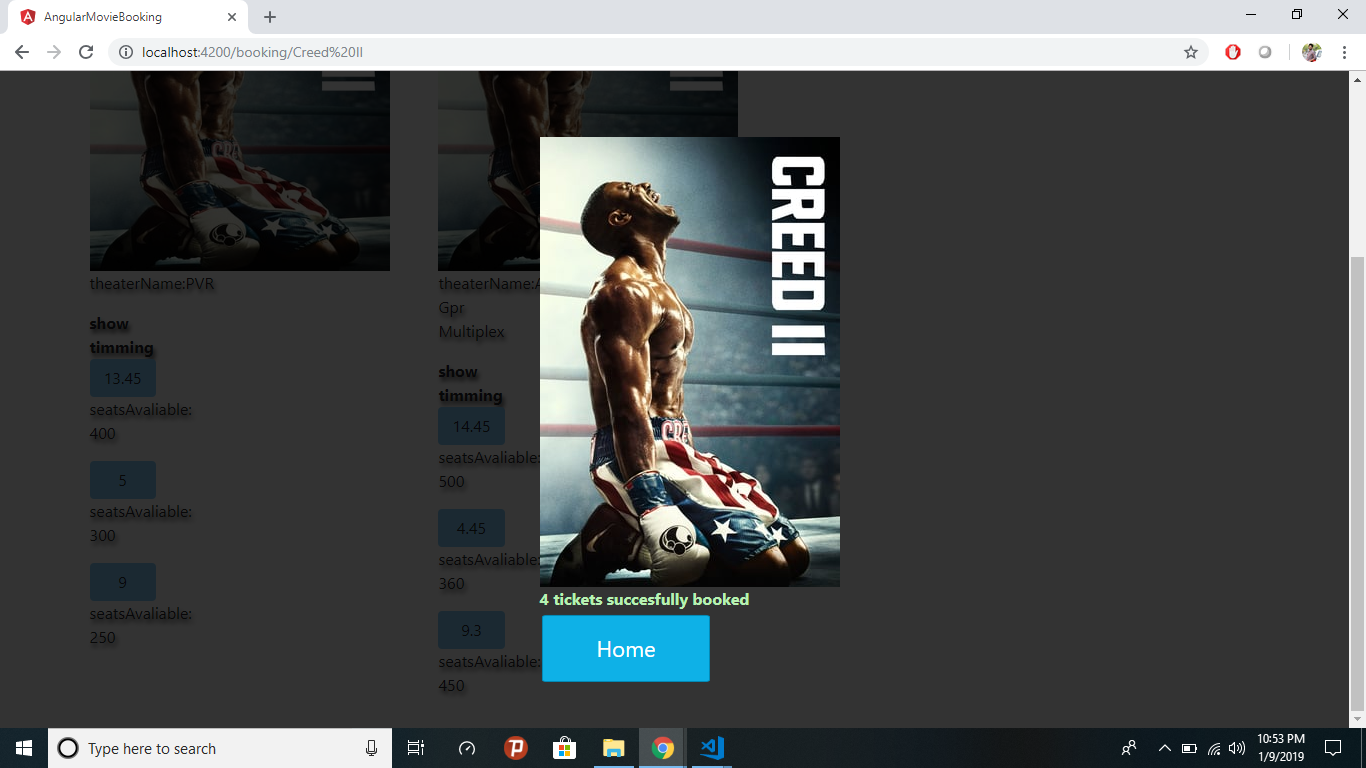 AngularMovieBooking
localhost:4200/booking/Creed%20II
theaterName:PVR
show
timming
13.45
seatsAvaliable:
400
5
seatsAvaliable:
300
9
seatsAvaliable:
250
Gpr
Multiplex
show
timming
14.45
seatsAvaliable:
500
4.45
seatsAvaliable:
360
9.3
seatsAvaliable:
450
CREED II
4 tickets succesfully booked
Home
Type here to search
10:53 PM
1/9/2019